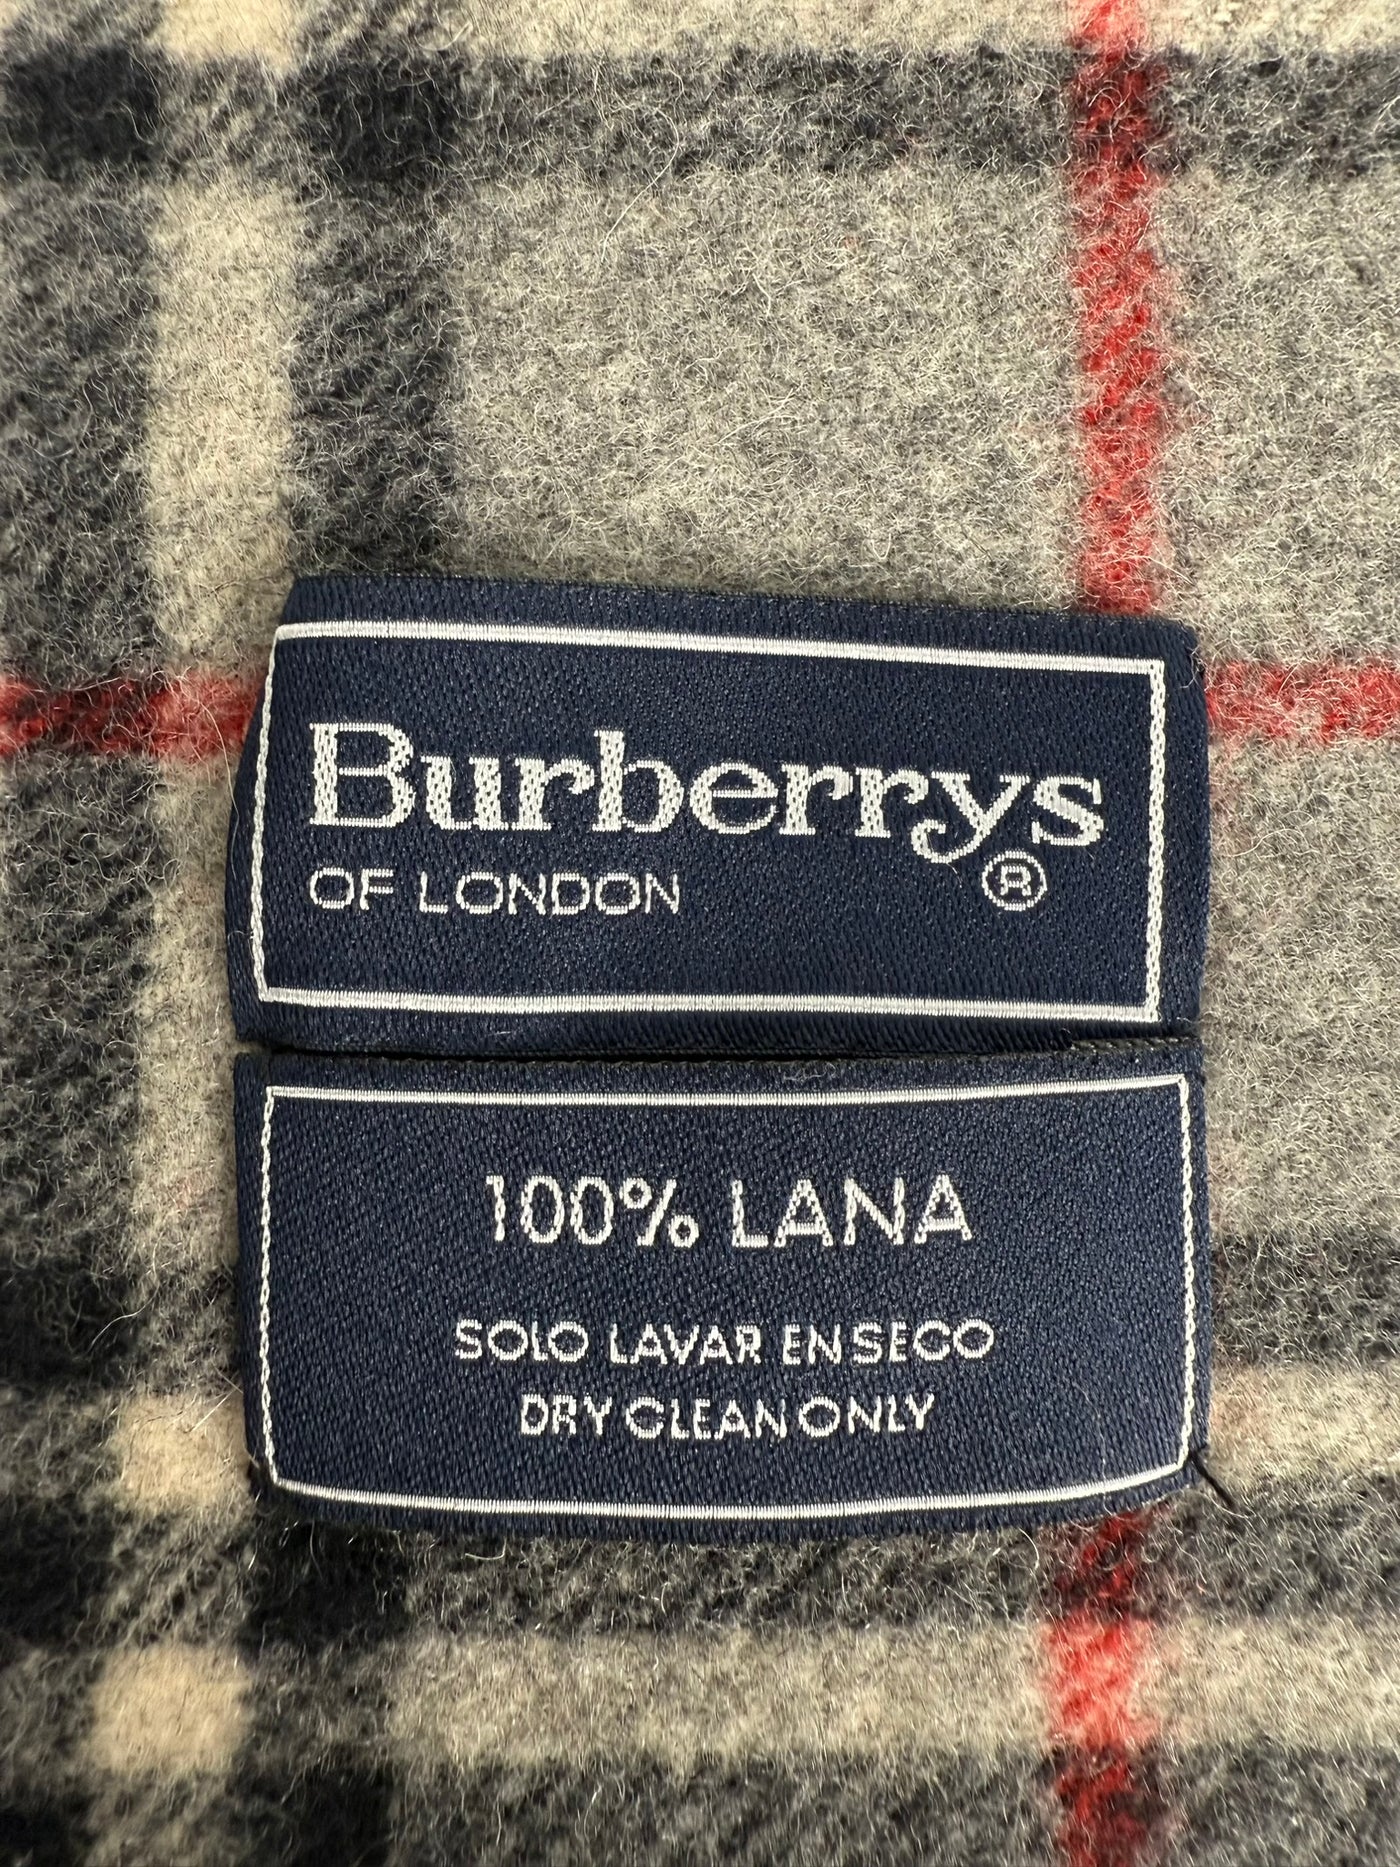 Burberrys
®
OF LONDON
100% LANA
SOLO LAVAR EN SECO
DRY CLEAN ONLY